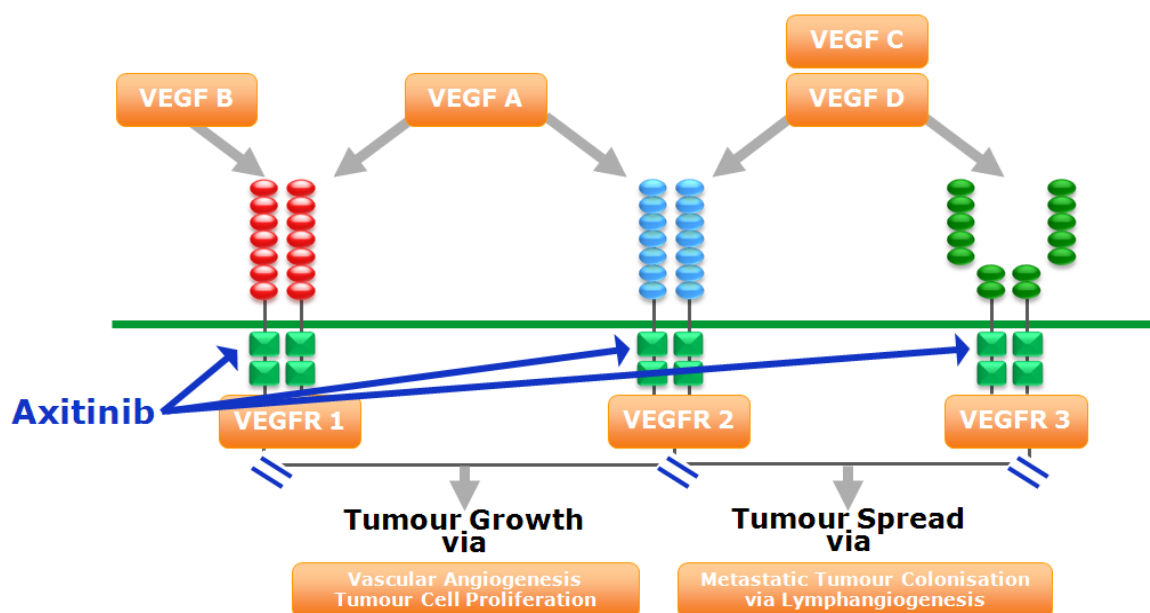 VEGF C
VEGF B
VEGF A
VEGF D
Axitinib
VEGFR 1
VEGFR 2
VEGFR 3
Tumour Growth
via
Vascular Angiogenesis
Tumour Cell Proliferation
Tumour Spread
via
Metastatic Tumour Colonisation
via Lymphangiogenesis